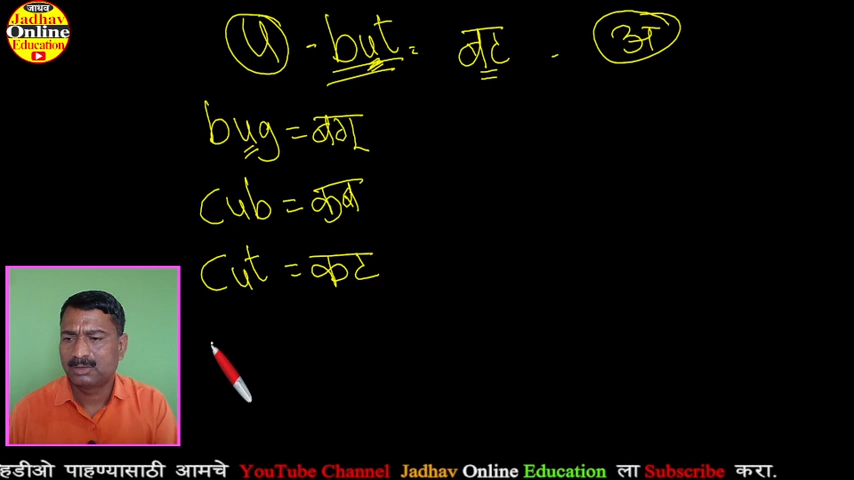 जाधव
Jadhav
Online
Education
u - but = बट - अ
bug = बग्
cub = कब
cut = कट
हडीओ पाहण्यासाठी आमचे YouTube Channel Jadhav Online Education ला Subscribe करा.